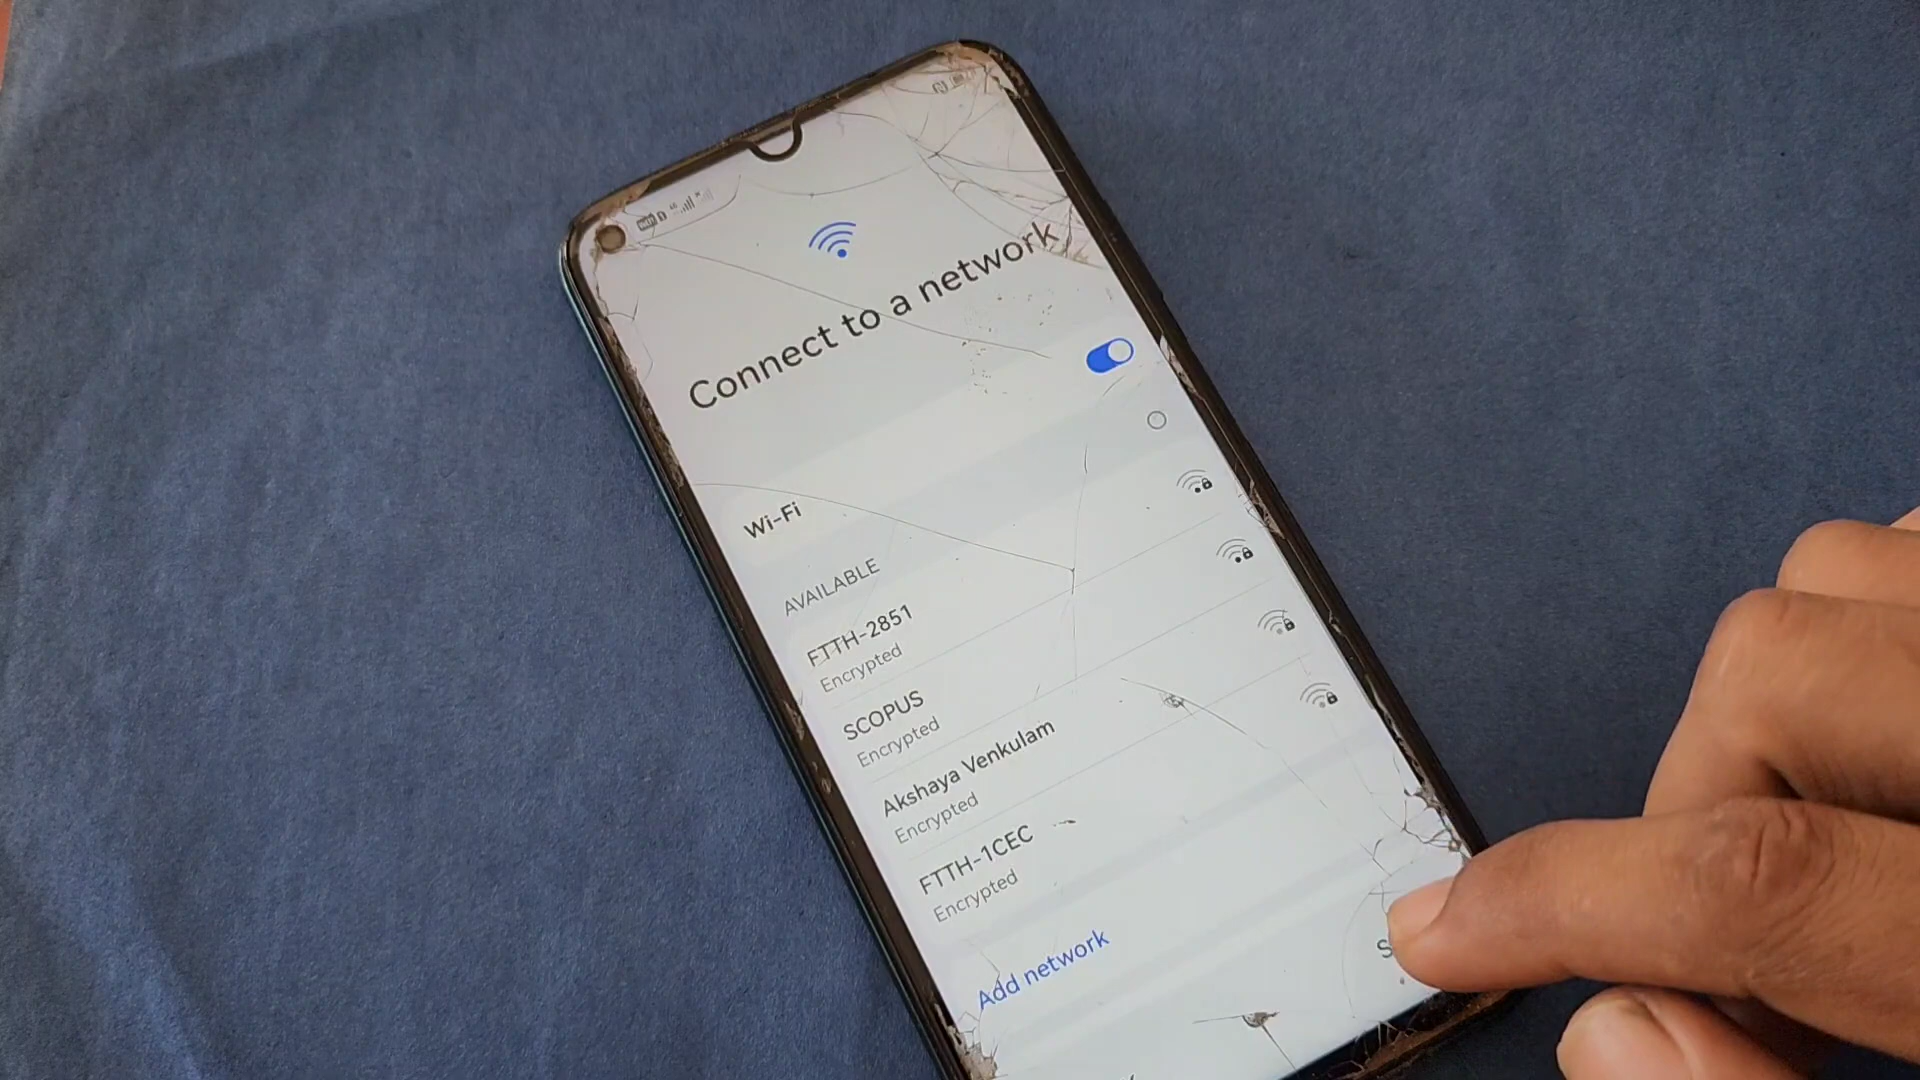 Connect to a network
Wi-Fi
AVAILABLE
FTTH-2851
Encrypted
SCOPUS
Encrypted
Akshaya Venkulam
Encrypted
FTTH-1CEC
Encrypted
Add network